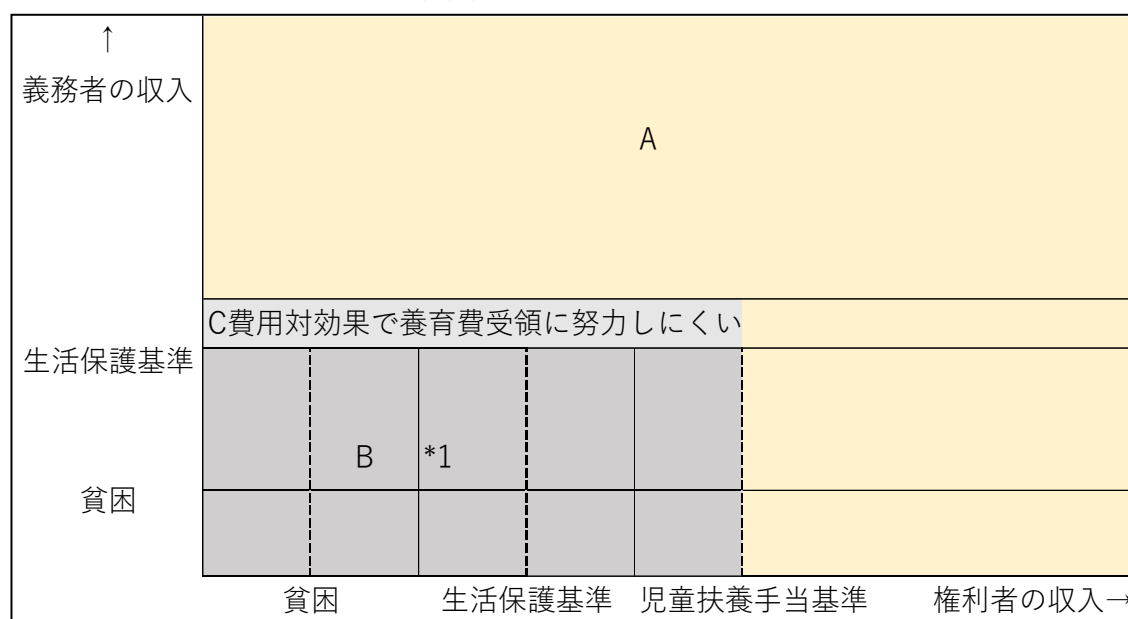 ↑
義務者の収入
A
C費用対効果で養育費受領に努力しにくい
生活保護基準
B
*1
貧困
貧困
生活保護基準
児童扶養手当基準
権利者の収入→